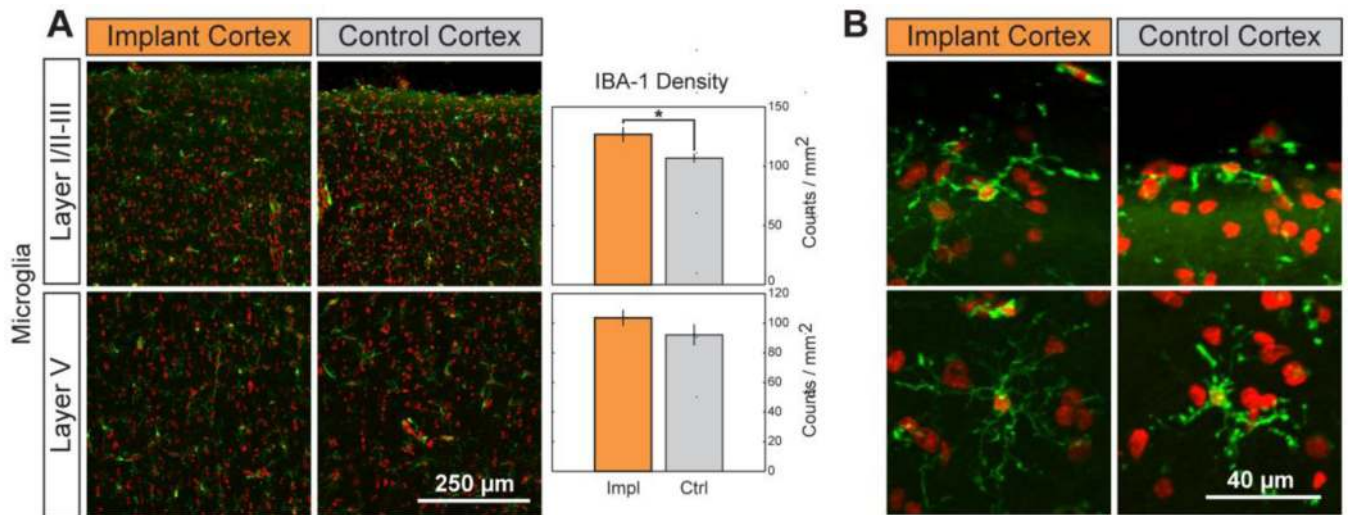 A
Implant Cortex
Control Cortex
B
Implant Cortex
Control Cortex
Microglia
Layer I/II-III
Layer V
IBA-1 Density
*
150
100
50
0
Counts / mm2
120
100
80
60
40
20
0
Counts / mm2
Impl
Ctrl
250 µm
40 µm